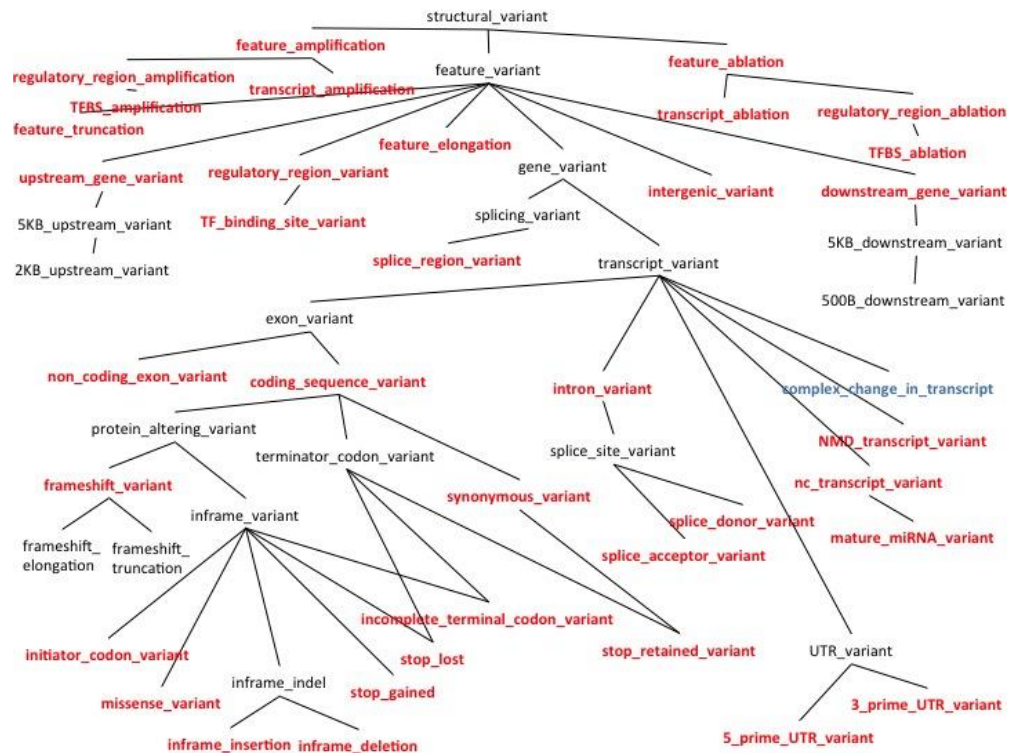 structural_variant
feature_amplification
feature_ablation
regulatory_region_amplification
feature_variant
transcript_amplification
TFBS_amplification
transcript_ablation
regulatory_region_ablation
feature_truncation
feature_elongation
TFBS_ablation
gene_variant
upstream_gene_variant
regulatory_region_variant
intergenic_variant
downstream_gene_variant
5KB_upstream_variant
TF_binding_site_variant
splicing_variant
5KB_downstream_variant
2KB_upstream_variant
splice_region_variant
transcript_variant
500B_downstream_variant
exon_variant
non_coding_exon_variant
coding_sequence_variant
intron_variant
complex_change_in_transcript
protein_altering_variant
NMD_transcript_variant
terminator_codon_variant
splice_site_variant
frameshift_variant
synonymous_variant
nc_transcript_variant
inframe_variant
splice_donor_variant
mature_miRNA_variant
frameshift_
elongation
frameshift_
truncation
splice_acceptor_variant
incomplete_terminal_codon_variant
initiator_codon_variant
stop_lost
stop_retained_variant
UTR_variant
inframe_indel
stop_gained
missense_variant
3_prime_UTR_variant
5_prime_UTR_variant
inframe_insertion
inframe_deletion